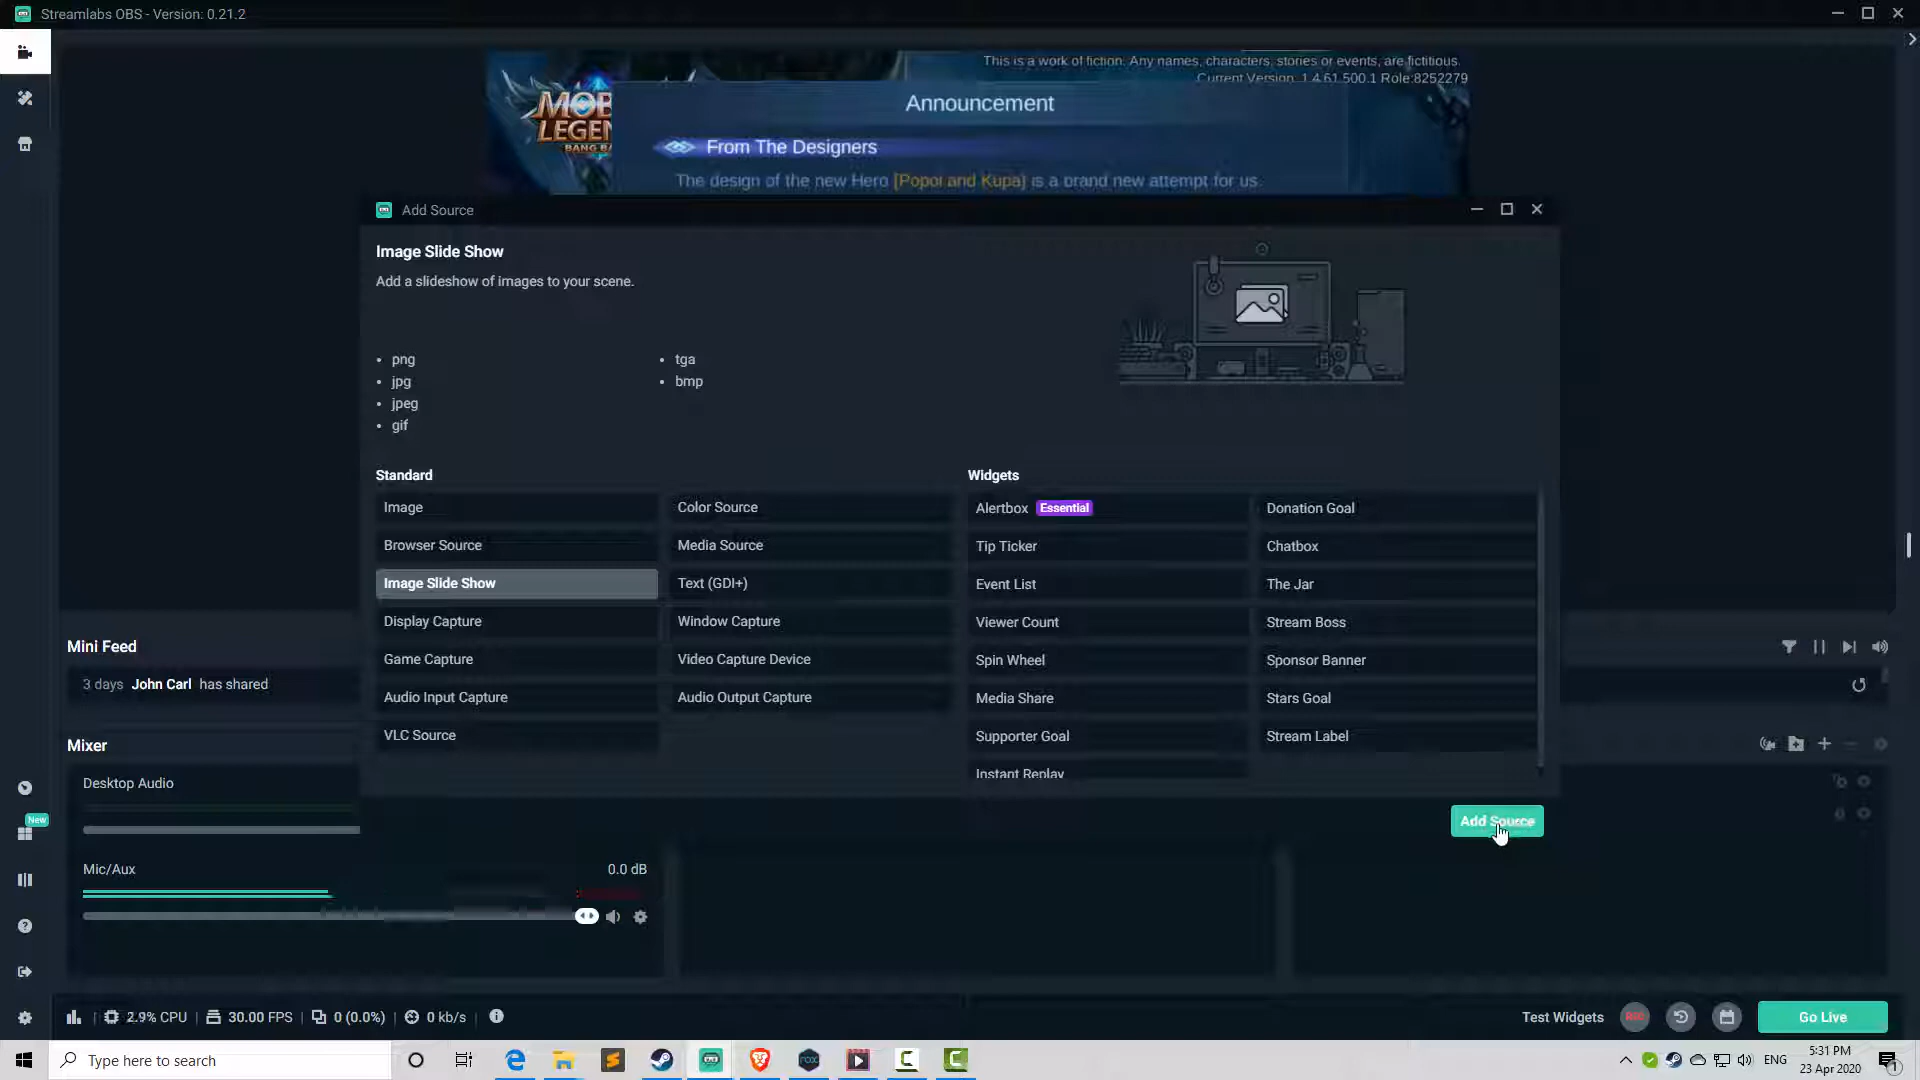 Streamlabs OBS - Version: 0.21.2
This is a work of fiction. Any names, characters, stories or events, are fictitious.
Current Version: 1.4.61.500.1 Role:8252279
MOB
LEGEN
BANG BA
Announcement
From The Designers
The design of the new Hero [Popol and Kupa] is a brand new attempt for us.
Add Source
Image Slide Show
Add a slideshow of images to your scene.
png
jpg
jpeg
gif
tga
bmp
Standard
Image
Color Source
Browser Source
Media Source
Image Slide Show
Text (GDI+)
Display Capture
Window Capture
Game Capture
Video Capture Device
Audio Input Capture
Audio Output Capture
VLC Source
Widgets
Alertbox Essential
Donation Goal
Tip Ticker
Chatbox
Event List
The Jar
Viewer Count
Stream Boss
Spin Wheel
Sponsor Banner
Media Share
Stars Goal
Supporter Goal
Stream Label
Instant Replay
Add Source
Mini Feed
3 days John Carl has shared
Mixer
Desktop Audio
Mic/Aux 0.0 dB
New
2.9% CPU
30.00 FPS
0 (0.0%)
0 kb/s
Test Widgets
REC
Go Live
Type here to search
ENG
5:31 PM
23 Apr 2020
1